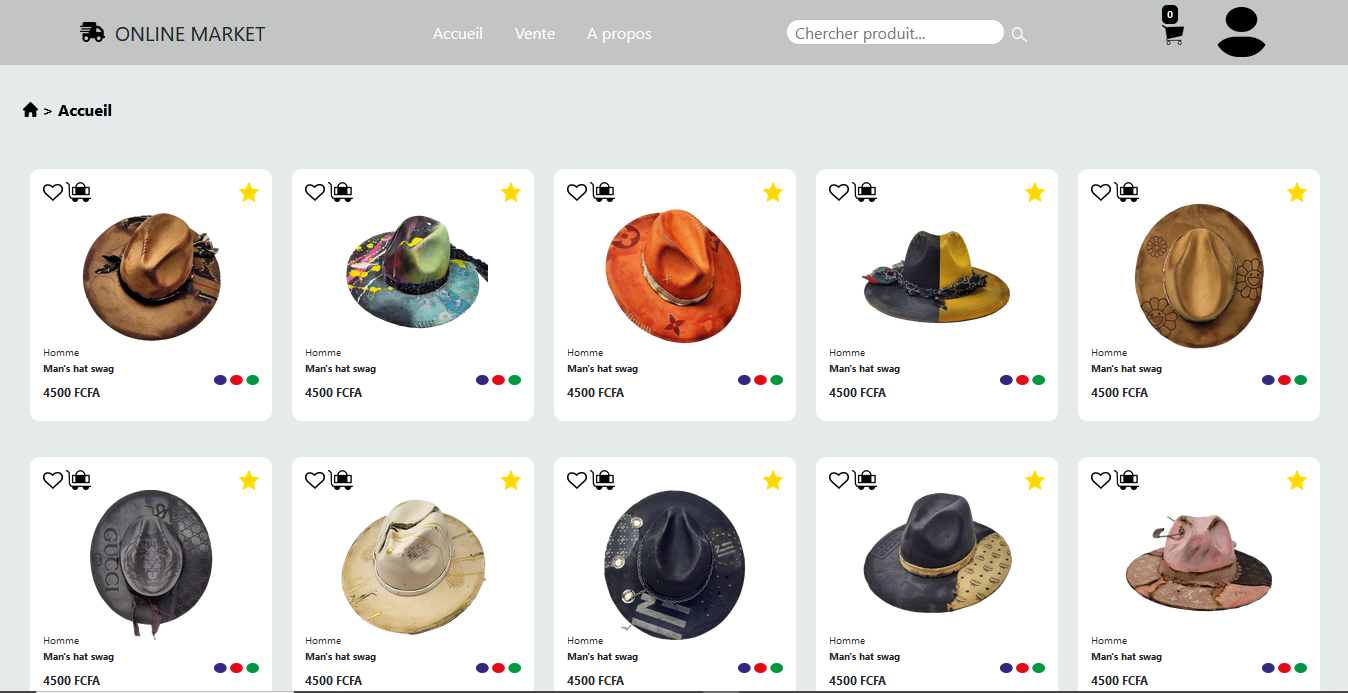 ONLINE MARKET
Accueil Vente A propos
Chercher produit...
0
> Accueil
Homme
Man's hat swag
4500 FCFA
Homme
Man's hat swag
4500 FCFA
Homme
Man's hat swag
4500 FCFA
Homme
Man's hat swag
4500 FCFA
Homme
Man's hat swag
4500 FCFA
GUCCI
Homme
Man's hat swag
4500 FCFA
Homme
Man's hat swag
4500 FCFA
Homme
Man's hat swag
4500 FCFA
Homme
Man's hat swag
4500 FCFA
Homme
Man's hat swag
4500 FCFA